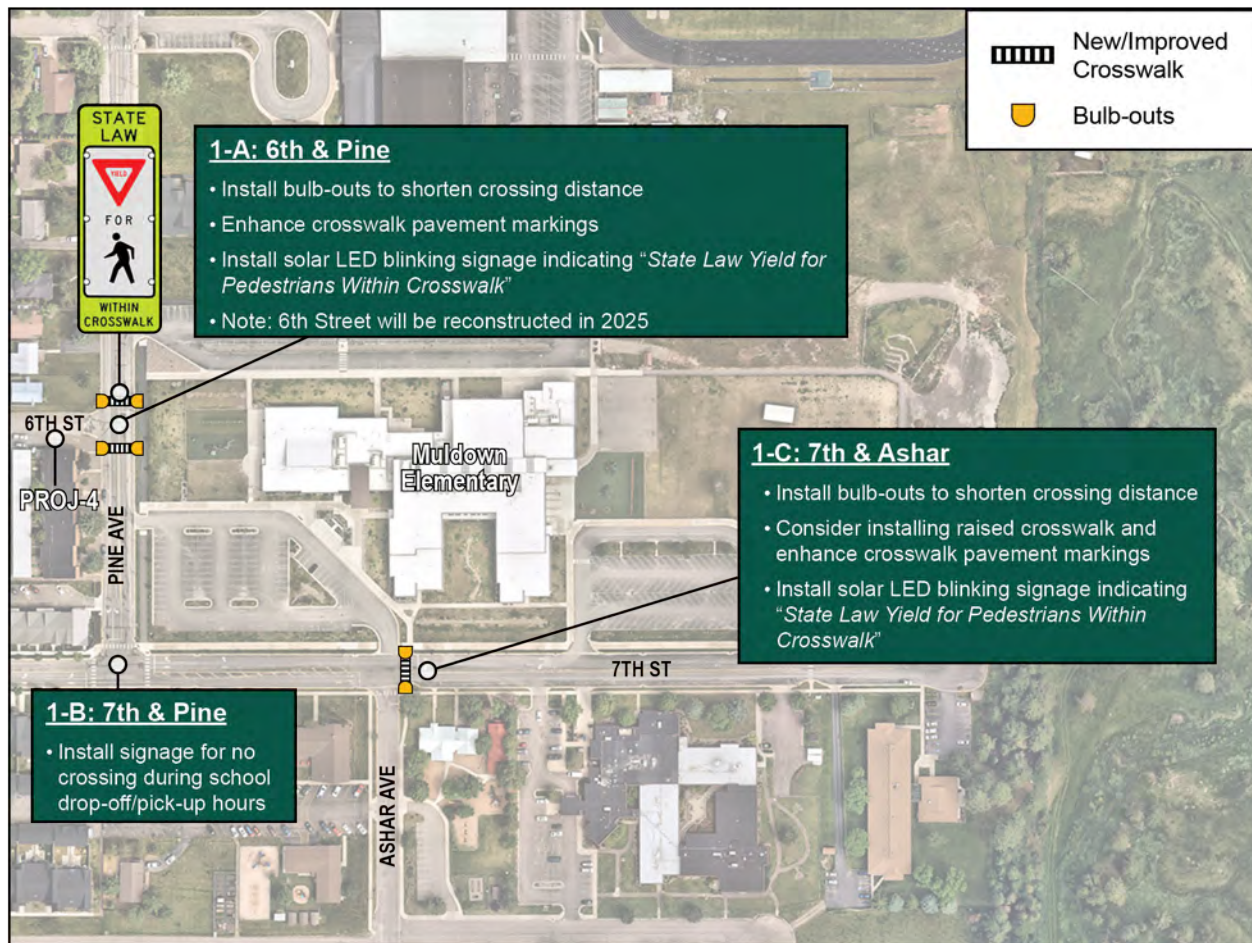 New/Improved
Crosswalk
Bulb-outs
STATE
LAW
YIELD
FOR
WITHIN
CROSSWALK
1-A: 6th & Pine
• Install bulb-outs to shorten crossing distance
• Enhance crosswalk pavement markings
• Install solar LED blinking signage indicating “State Law Yield for
Pedestrians Within Crosswalk”
• Note: 6th Street will be reconstructed in 2025
6TH ST
PROJ-4
PINE AVE
Muldown
Elementary
1-C: 7th & Ashar
• Install bulb-outs to shorten crossing distance
• Consider installing raised crosswalk and
enhance crosswalk pavement markings
• Install solar LED blinking signage indicating
“State Law Yield for Pedestrians Within
Crosswalk”
7TH ST
1-B: 7th & Pine
• Install signage for no
crossing during school
drop-off/pick-up hours
ASHAR AVE